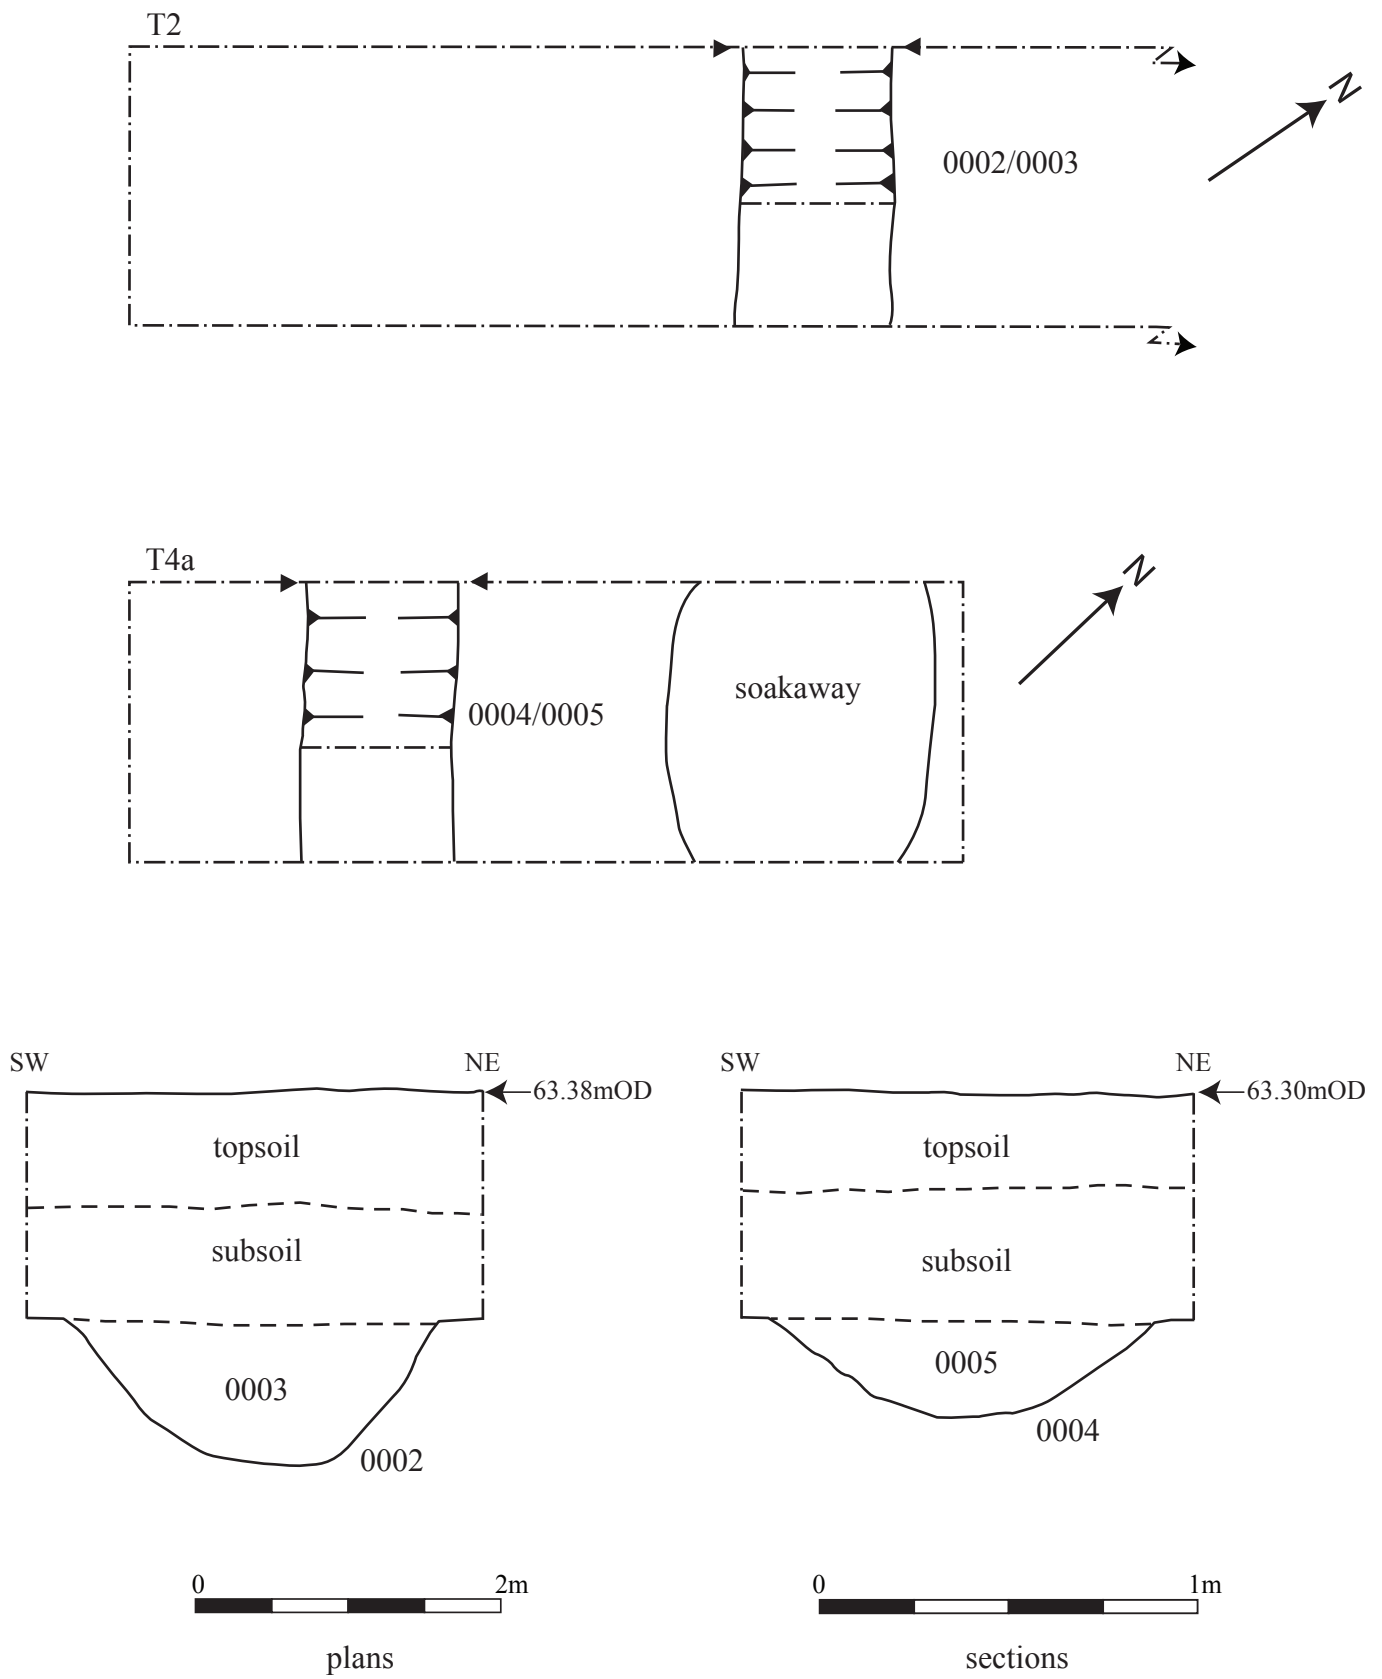 T2
N
0002/0003
T4a
N
soakaway
0004/0005
SW NE
63.38mOD
topsoil
subsoil
0003
0002
SW NE
63.30mOD
topsoil
subsoil
0005
0004
0 2m
plans
0 1m
sections